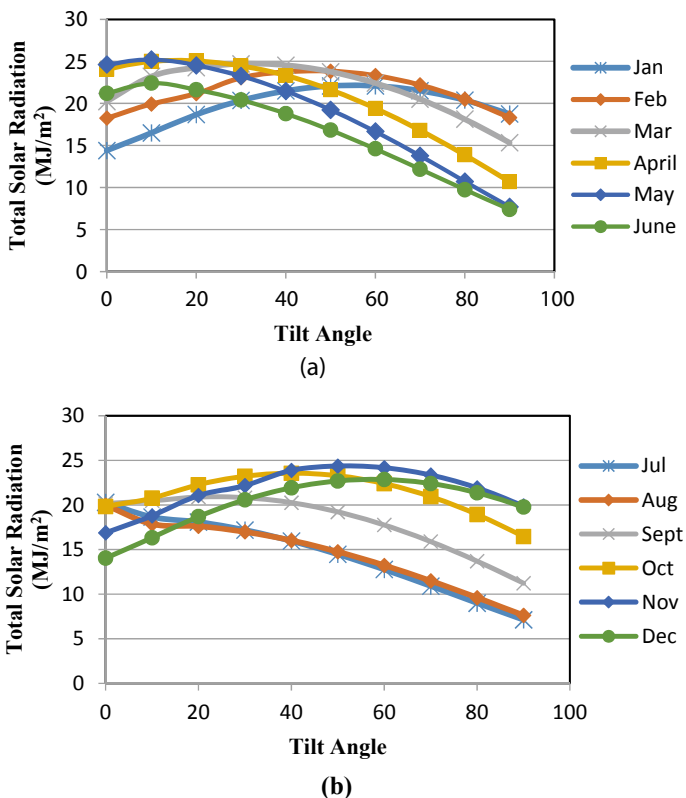 Total Solar Radiation
(MJ/m²)
30
25
20
15
10
5
0
0 20 40 60 80 100
Tilt Angle
Jan
Feb
Mar
April
May
June
(a)
Total Solar Radiation
(MJ/m²)
30
25
20
15
10
5
0
0 20 40 60 80 100
Tilt Angle
Jul
Aug
Sept
Oct
Nov
Dec
(b)